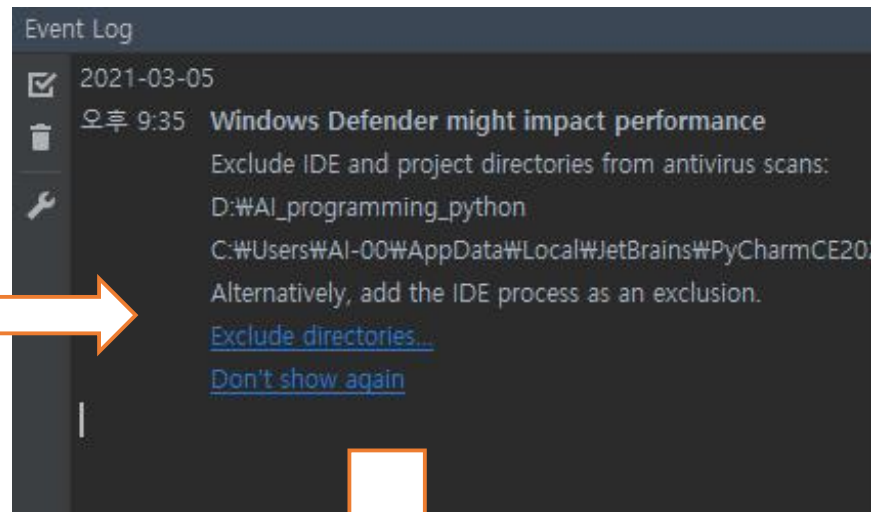 Event Log
2021-03-05
오후 9:35 Windows Defender might impact performance
Exclude IDE and project directories from antivirus scans:
D:₩AI_programming_python
C:₩Users₩AI-00₩AppData₩Local₩JetBrains₩PyCharmCE202
Alternatively, add the IDE process as an exclusion.
Exclude directories...
Don't show again